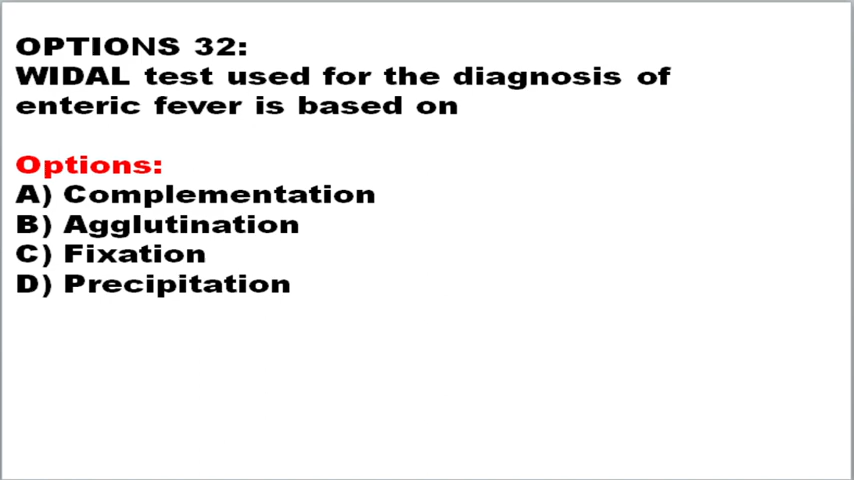 OPTIONS 32:
WIDAL test used for the diagnosis of
enteric fever is based on
Options:
A) Complementation
B) Agglutination
C) Fixation
D) Precipitation